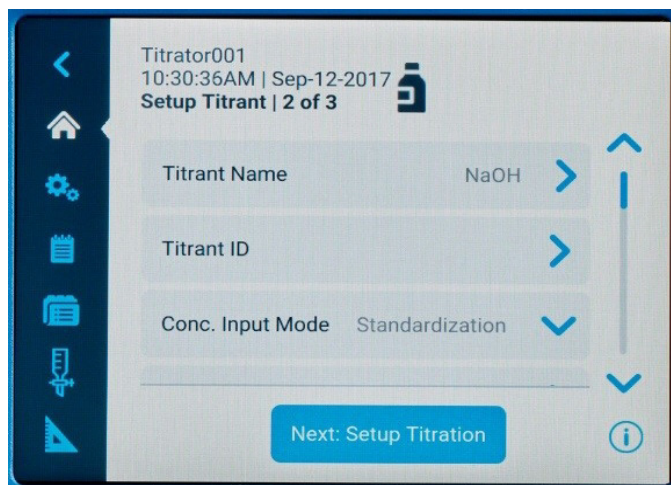 Titrator001
10:30:36AM | Sep-12-2017
Setup Titrant | 2 of 3
Titrant Name NaOH
Titrant ID
Conc. Input Mode Standardization
Next: Setup Titration